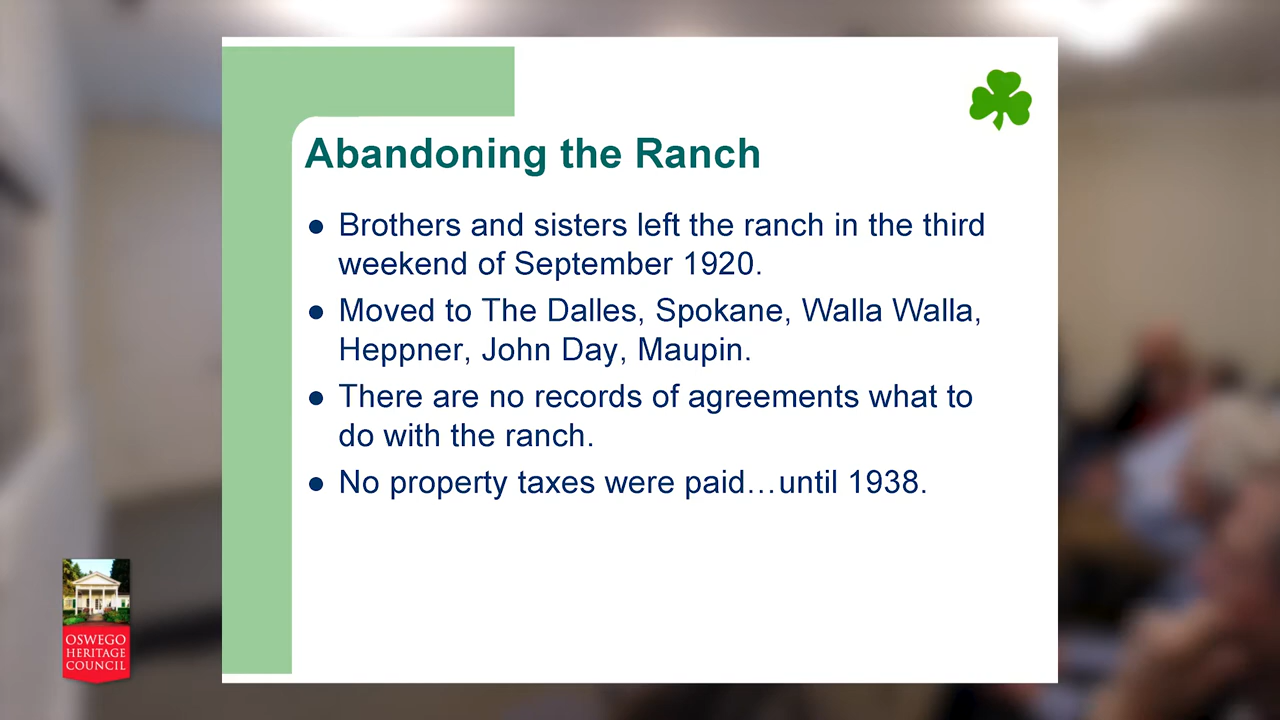 Abandoning the Ranch
● Brothers and sisters left the ranch in the third
weekend of September 1920.
● Moved to The Dalles, Spokane, Walla Walla,
Heppner, John Day, Maupin.
● There are no records of agreements what to
do with the ranch.
● No property taxes were paid…until 1938.
OSWEGO
HERITAGE
COUNCIL